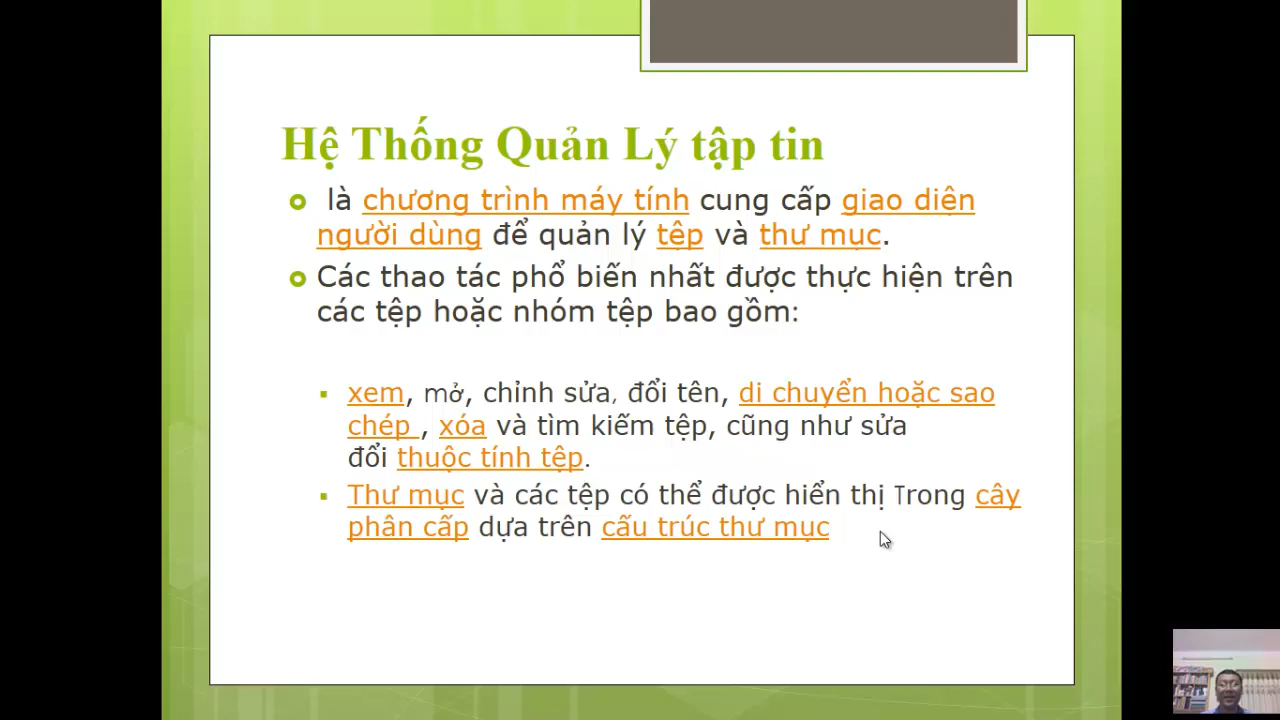 Hệ Thống Quản Lý tập tin
là chương trình máy tính cung cấp giao diện
người dùng để quản lý tệp và thư mục.
Các thao tác phổ biến nhất được thực hiện trên
các tệp hoặc nhóm tệp bao gồm:
xem, mở, chỉnh sửa, đổi tên, di chuyển hoặc sao
chép , xóa và tìm kiếm tệp, cũng như sửa
đổi thuộc tính tệp.
Thư mục và các tệp có thể được hiển thị Trong cây
phân cấp dựa trên cấu trúc thư mục